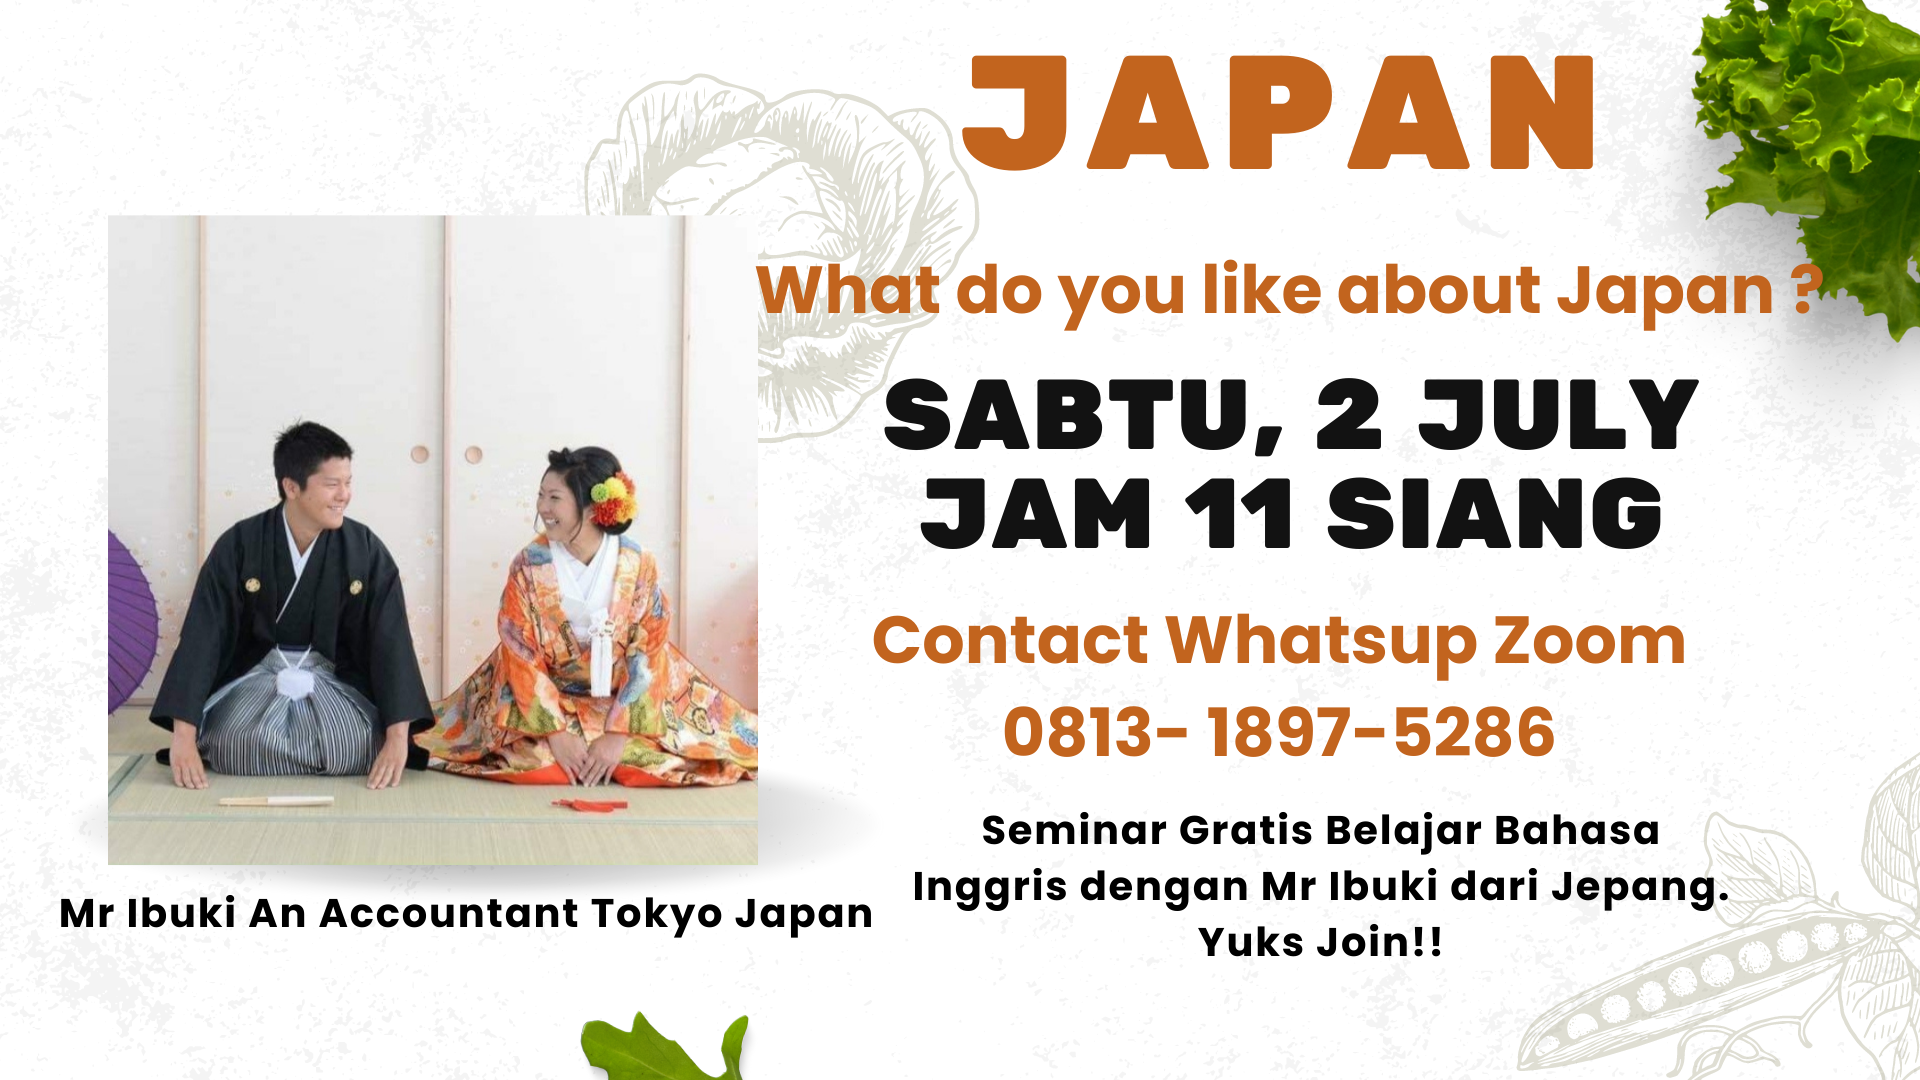 JAPAN
What do you like about Japan ?
SABTU, 2 JULY
JAM 11 SIANG
Contact Whatsup Zoom
0813- 1897-5286
Seminar Gratis Belajar Bahasa
Inggris dengan Mr Ibuki dari Jepang.
Yuks Join!!
Mr Ibuki An Accountant Tokyo Japan